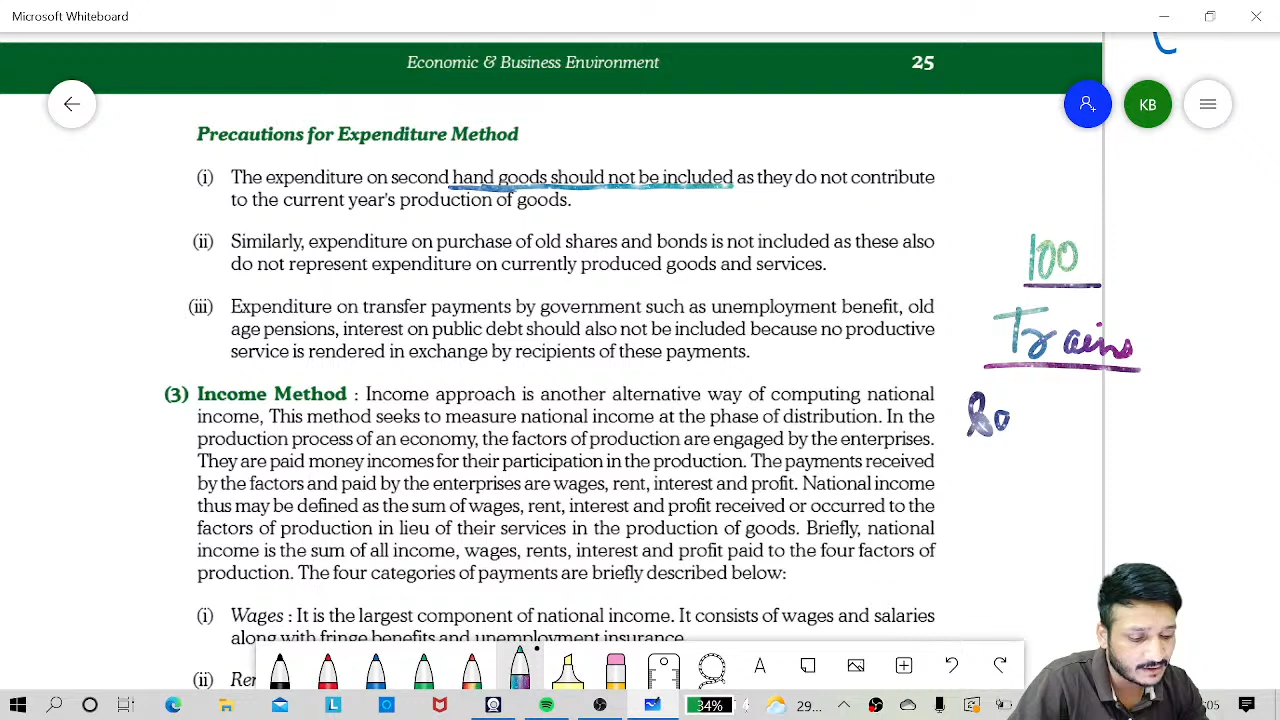 Microsoft Whiteboard
Economic & Business Environment 25
KB
Precautions for Expenditure Method
(i) The expenditure on second hand goods should not be included as they do not contribute
to the current year's production of goods.
(ii) Similarly, expenditure on purchase of old shares and bonds is not included as these also
do not represent expenditure on currently produced goods and services.
100
(iii) Expenditure on transfer payments by government such as unemployment benefit, old
age pensions, interest on public debt should also not be included because no productive
service is rendered in exchange by recipients of these payments.
Trains
(3) Income Method : Income approach is another alternative way of computing national
income, This method seeks to measure national income at the phase of distribution. In the
production process of an economy, the factors of production are engaged by the enterprises.
They are paid money incomes for their participation in the production. The payments received
by the factors and paid by the enterprises are wages, rent, interest and profit. National income
thus may be defined as the sum of wages, rent, interest and profit received or occurred to the
factors of production in lieu of their services in the production of goods. Briefly, national
income is the sum of all income, wages, rents, interest and profit paid to the four factors of
production. The four categories of payments are briefly described below:
(i) Wages : It is the largest component of national income. It consists of wages and salaries
along with fringe benefits and unemployment insurance.
(ii)
34%
29...